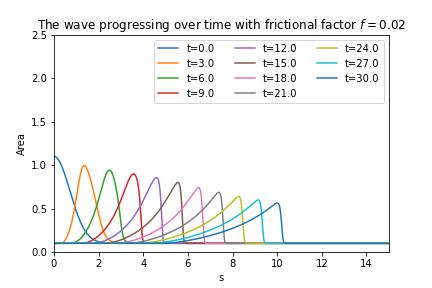 The wave progressing over time with frictional factor f = 0.02
2.5
2.0
1.5
1.0
0.5
0.0
Area
t=0.0
t=3.0
t=6.0
t=9.0
t=12.0
t=15.0
t=18.0
t=21.0
t=24.0
t=27.0
t=30.0
0 2 4 6 8 10 12 14
s